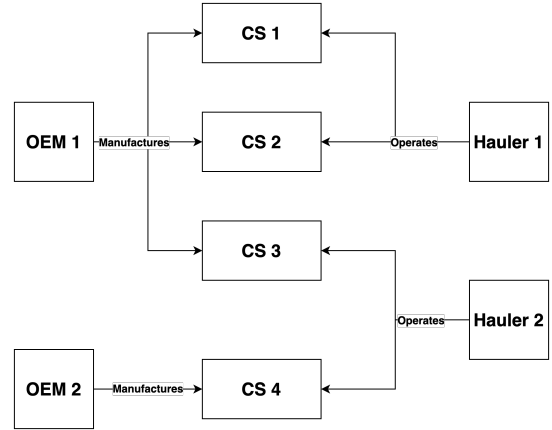 CS 1
OEM 1
Manufactures
CS 2
Operates
Hauler 1
CS 3
Operates
Hauler 2
OEM 2
Manufactures
CS 4